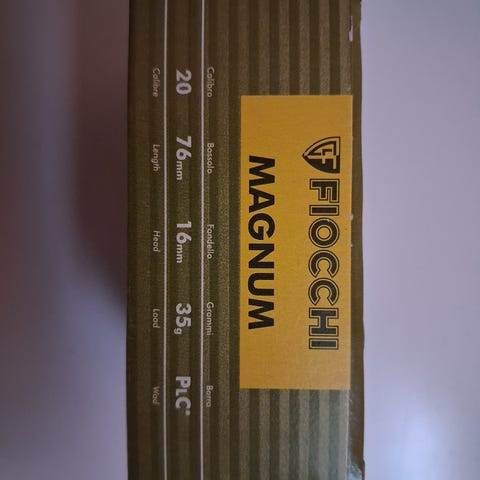 FIOCCHI
MAGNUM
Calibro Bossolo Fondello Grammi Borra
20 76mm 16mm 35g PLC®
Calibre Length Head Load Wad